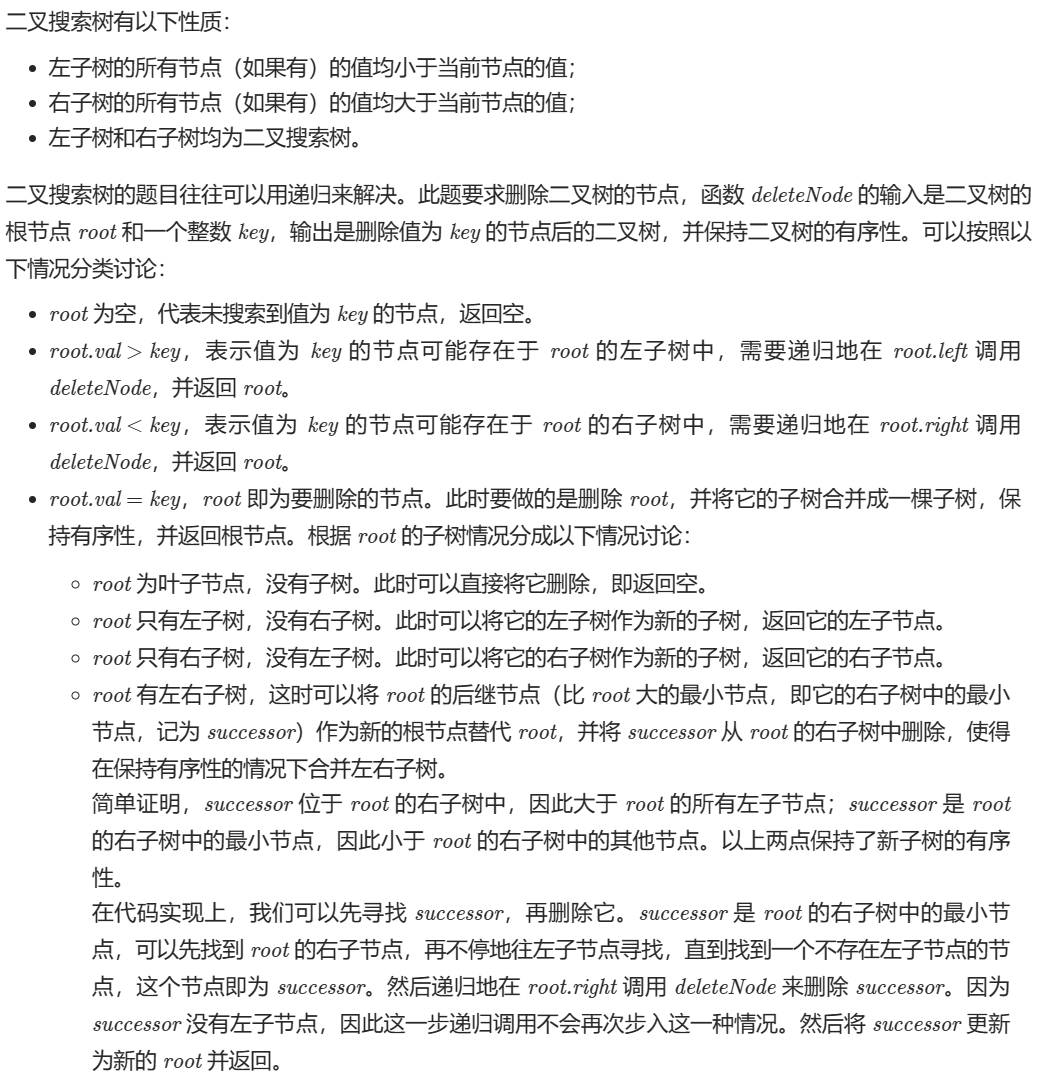 二叉搜索树有以下性质：
• 左子树的所有节点（如果有）的值均小于当前节点的值；
• 右子树的所有节点（如果有）的值均大于当前节点的值；
• 左子树和右子树均为二叉搜索树。
二叉搜索树的题目往往可以用递归来解决。此题要求删除二叉树的节点，函数 deleteNode 的输入是二叉树的
根节点 root 和一个整数 key，输出是删除值为 key 的节点后的二叉树，并保持二叉树的有序性。可以按照以
下情况分类讨论：
• root 为空，代表未搜索到值为 key 的节点，返回空。
• root.val > key，表示值为 key 的节点可能存在于 root 的左子树中，需要递归地在 root.left 调用
deleteNode，并返回 root。
• root.val < key，表示值为 key 的节点可能存在于 root 的右子树中，需要递归地在 root.right 调用
deleteNode，并返回 root。
• root.val = key，root 即为要删除的节点。此时要做的是删除 root，并将它的子树合并成一棵子树，保
持有序性，并返回根节点。根据 root 的子树情况分成以下情况讨论：
◦ root 为叶子节点，没有子树。此时可以直接将它删除，即返回空。
◦ root 只有左子树，没有右子树。此时可以将它的左子树作为新的子树，返回它的左子节点。
◦ root 只有右子树，没有左子树。此时可以将它的右子树作为新的子树，返回它的右子节点。
◦ root 有左右子树，这时可以将 root 的后继节点（比 root 大的最小节点，即它的右子树中的最小
节点，记为 successor）作为新的根节点替代 root，并将 successor 从 root 的右子树中删除，使得
在保持有序性的情况下合并左右子树。
简单证明，successor 位于 root 的右子树中，因此大于 root 的所有左子节点；successor 是 root
的右子树中的最小节点，因此小于 root 的右子树中的其他节点。以上两点保持了新子树的有序
性。
在代码实现上，我们可以先寻找 successor，再删除它。successor 是 root 的右子树中的最小节
点，可以先找到 root 的右子节点，再不停地往左子节点寻找，直到找到一个不存在左子节点的节
点，这个节点即为 successor。然后递归地在 root.right 调用 deleteNode 来删除 successor。因为
successor 没有左子节点，因此这一步递归调用不会再次步入这一种情况。然后将 successor 更新
为新的 root 并返回。